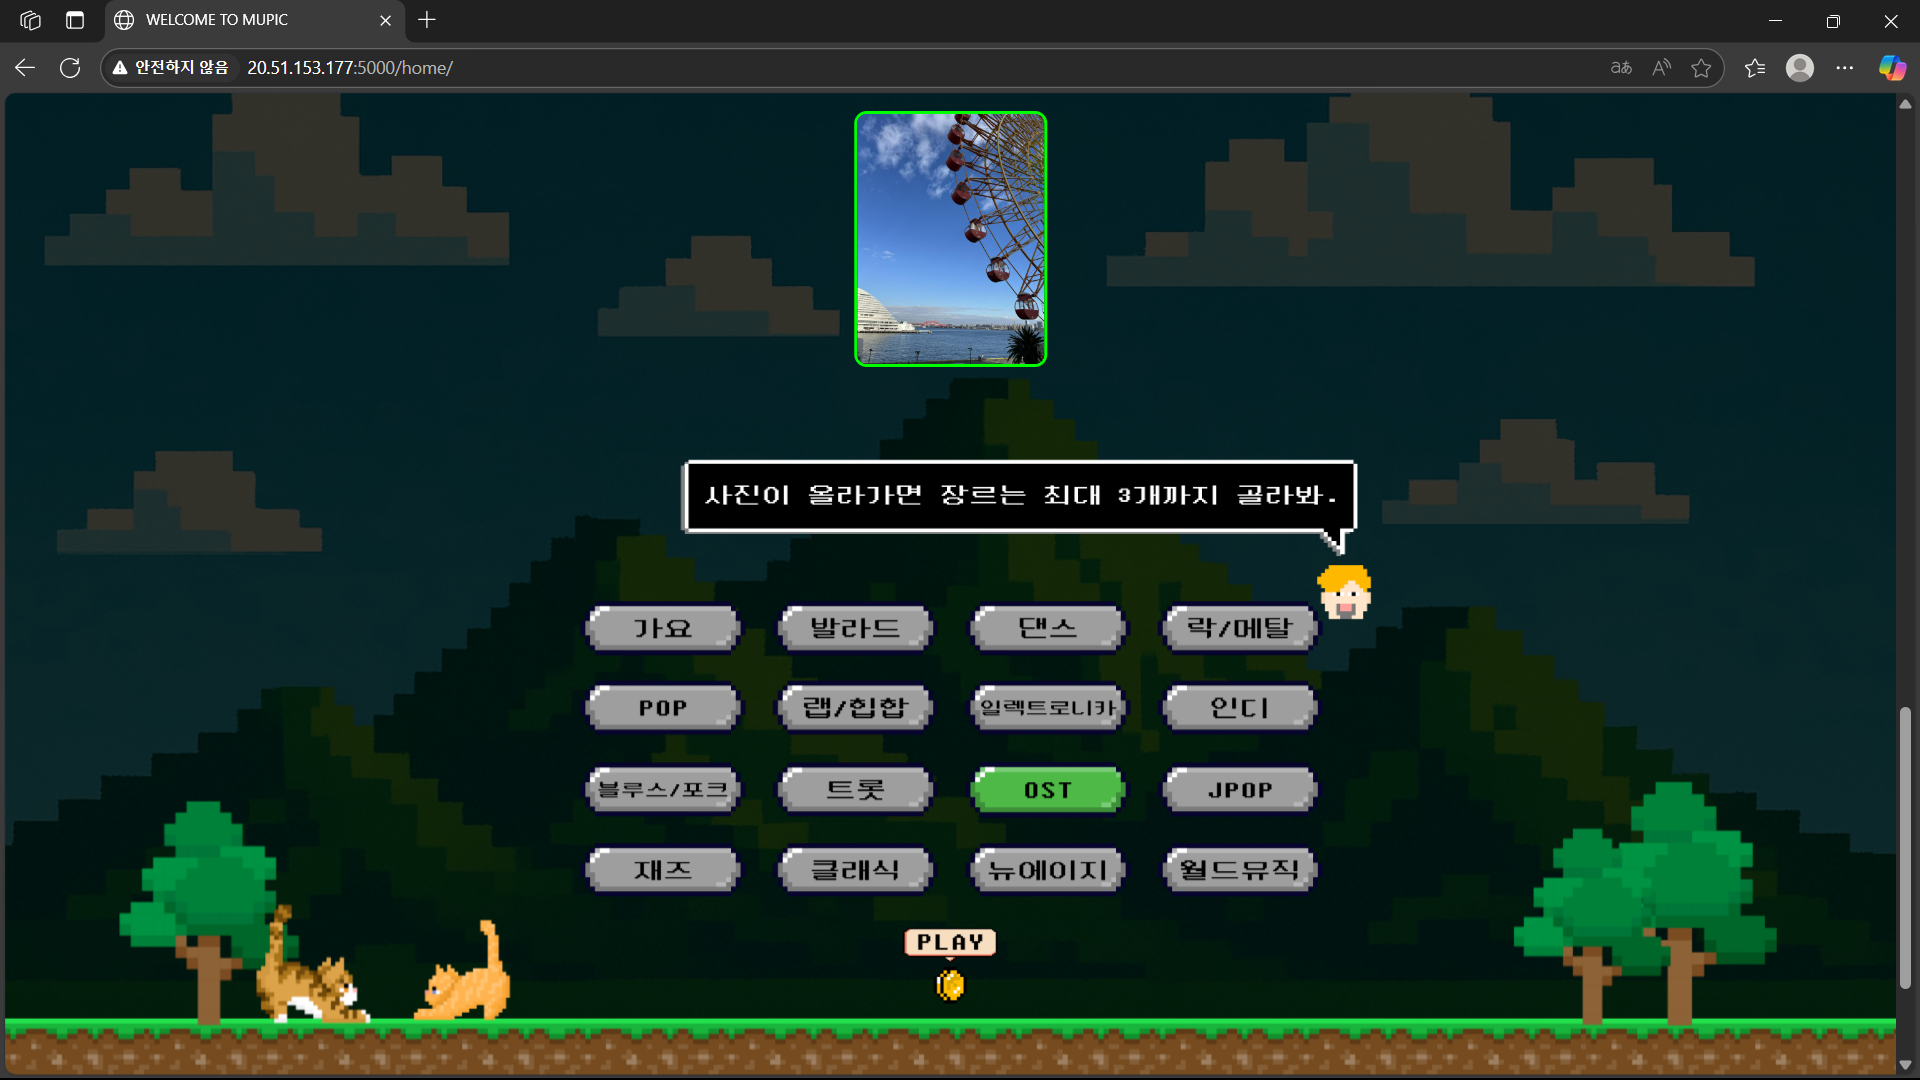 WELCOME TO MUPIC
안전하지 않음 20.51.153.177:5000/home/
사진이 올라가면 장르는 최대 3개까지 골라봐.
가요 발라드 댄스 락/메탈
POP 랩/힙합 일렉트로니카 인디
블루스/포크 트롯 OST JPOP
재즈 클래식 뉴에이지 월드뮤직
PLAY